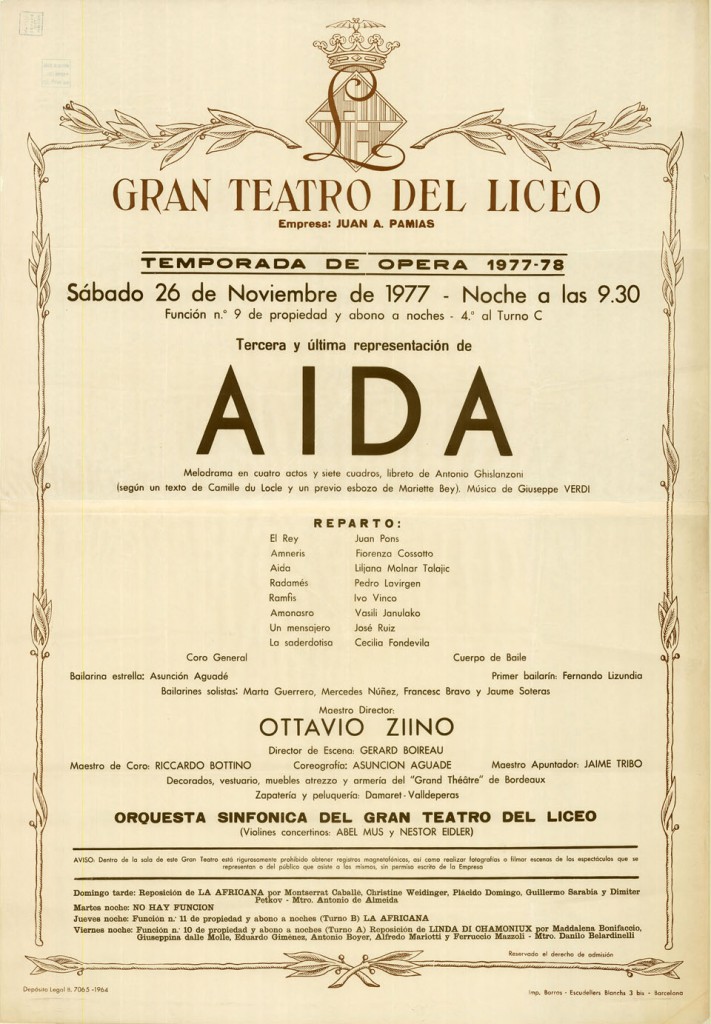 L
GRAN TEATRO DEL LICEO
Empresa: JUAN A. PAMIAS
TEMPORADA DE OPERA 1977-78
Sábado 26 de Noviembre de 1977 - Noche a las 9.30
Función n.º 9 de propiedad y abono a noches - 4.º al Turno C
Tercera y última representación de
AIDA
Melodrama en cuatro actos y siete cuadros, libreto de Antonio Ghislanzoni
(según un texto de Camille du Locle y un previo esbozo de Mariette Bey). Música de Giuseppe VERDI
REPARTO:
El Rey Juan Pons
Amneris Fiorenza Cossotto
Aida Liljana Molnar Talajic
Radamés Pedro Lavirgen
Ramfis Ivo Vinco
Amonasro Vasili Janulako
Un mensajero José Ruiz
La saderdotisa Cecilia Fondevila
Coro General Cuerpo de Baile
Bailarina estrella: Asunción Aguadé Primer bailarín: Fernando Lizundia
Bailarines solistas: Marta Guerrero, Mercedes Núñez, Francesc Bravo y Jaume Soteras
Maestro Director:
OTTAVIO ZIINO
Director de Escena: GERARD BOIREAU
Maestro de Coro: RICCARDO BOTTINO Coreografía: ASUNCION AGUADE Maestro Apuntador: JAIME TRIBO
Decorados, vestuario, muebles atrezzo y armería del "Grand Théâtre" de Bordeaux
Zapatería y peluquería: Damaret-Valldeperas
ORQUESTA SINFONICA DEL GRAN TEATRO DEL LICEO
(Violines concertinos: ABEL MUS y NESTOR EIDLER)
AVISO: Dentro de la sala de este Gran Teatro está rigurosamente prohibido obtener registros magnetofónicos, así como realizar fotografías o filmar escenas de los espectáculos que se
representan o del público que asiste a los mismos, sin permiso escrito de la Empresa
Domingo tarde: Reposición de LA AFRICANA por Montserrat Caballé, Christine Weidinger, Plácido Domingo, Guillermo Sarabia y Dimiter
Petkov - Mtro. Antonio de Almeida
Martes noche: NO HAY FUNCION
Jueves noche: Función n.º 11 de propiedad y abono a noches (Turno B) LA AFRICANA
Viernes noche: Función n.º 10 de propiedad y abono a noches (Turno A) Reposición de LINDA DI CHAMONIUX por Maddalena Bonifaccio,
Giuseppina dalle Molle, Eduardo Giménez, Antonio Boyer, Alfredo Mariotti y Ferruccio Mazzoli - Mtro. Danilo Belardinelli
Reservado el derecho de admisión
Depósito Legal B. 7065-1964 Imp. Barros - Escudellers Blanchs 3 bis - Barcelona